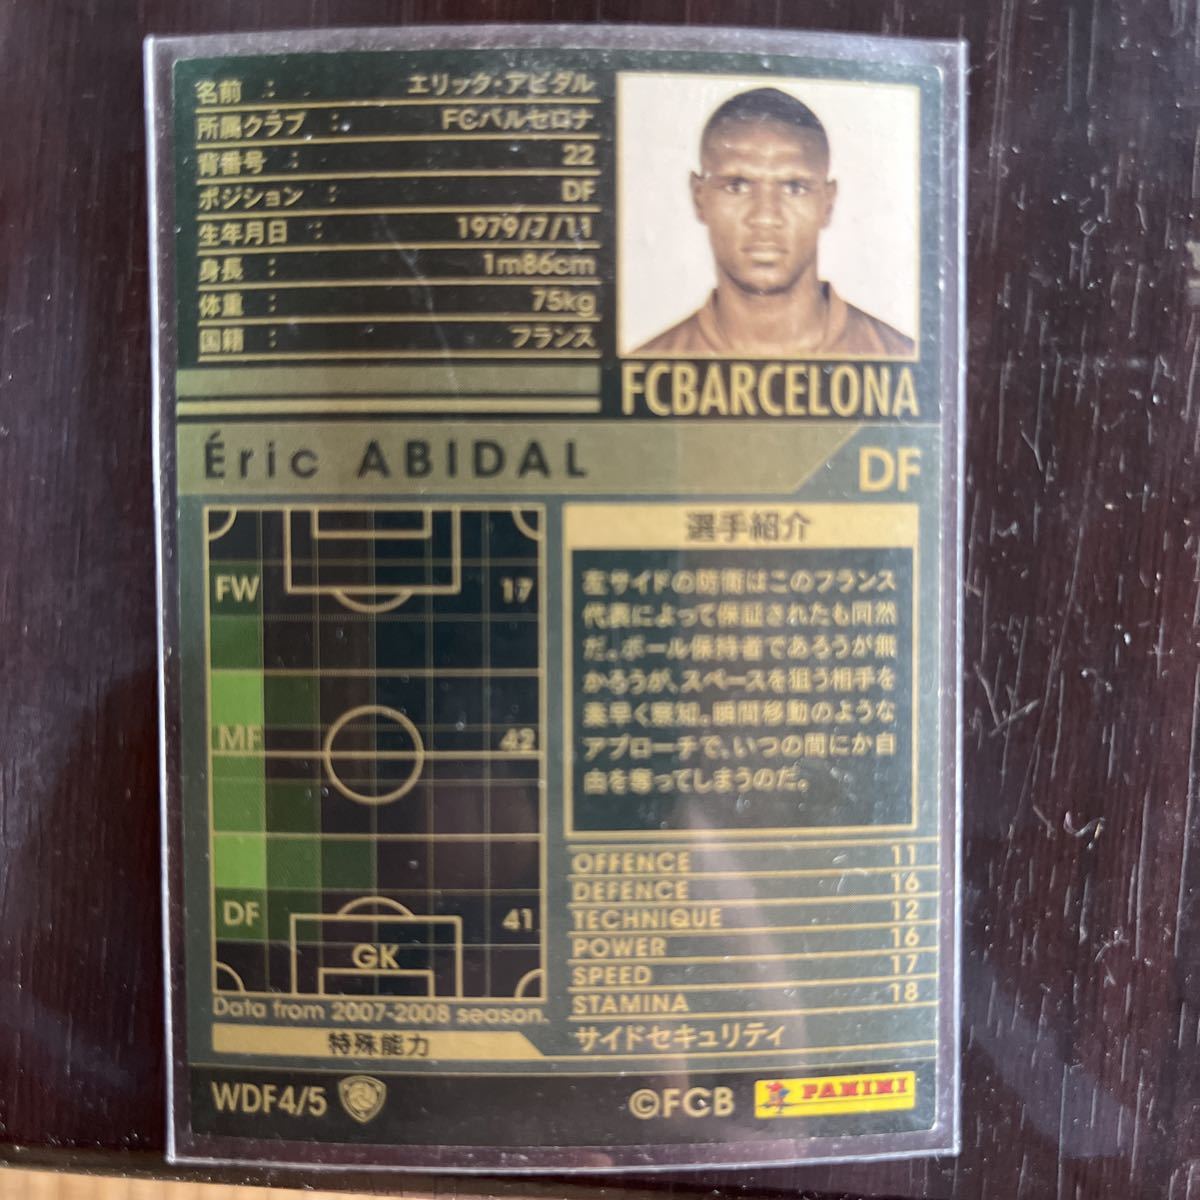 名前 : エリック・アビダル
所属クラブ : FCバルセロナ
背番号 : 22
ポジション : DF
生年月日 : 1979/7/11
身長 : 1m86cm
体重 : 75kg
国籍 : フランス
FCBARCELONA
Éric ABIDAL DF
FW 17
MF 42
DF 41
GK
Data from 2007-2008 season.
特殊能力
選手紹介
左サイドの防衛はこのフランス
代表によって保証されたも同然
だ。ボール保持者であろうが無
かろうが、スペースを狙う相手を
素早く察知。瞬間移動のような
アプローチで、いつの間にか自
由を奪ってしまうのだ。
OFFENCE 11
DEFENCE 16
TECHNIQUE 12
POWER 16
SPEED 17
STAMINA 18
サイドセキュリティ
WDF4/5
©FCB
PANINI